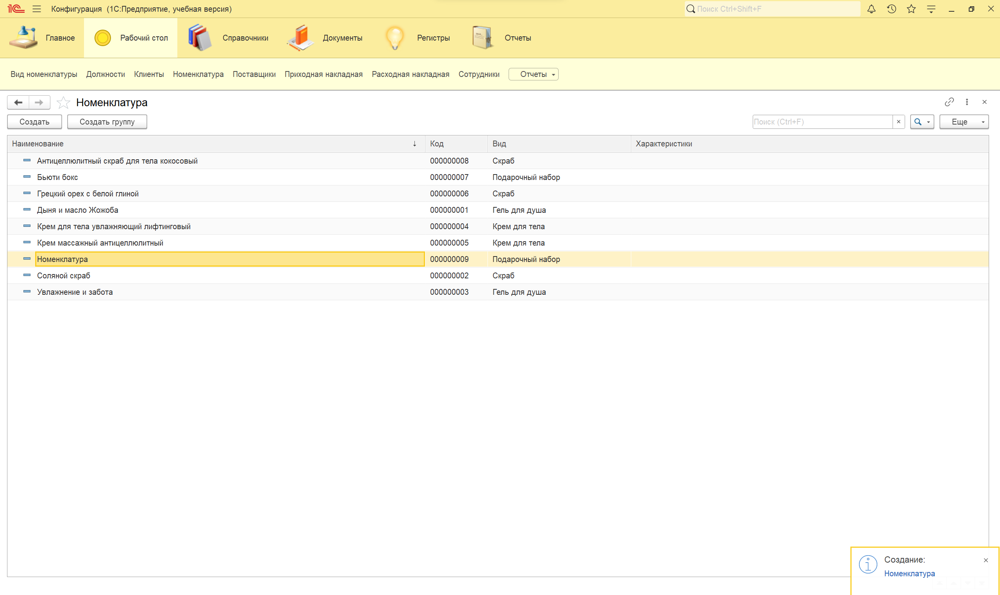 1С Конфигурация (1С:Предприятие, учебная версия) Поиск Ctrl+Shift+F
Главное Рабочий стол Справочники Документы Регистры Отчеты
Вид номенклатуры Должности Клиенты Номенклатура Поставщики Приходная накладная Расходная накладная Сотрудники Отчеты
Номенклатура
Создать Создать группу Поиск (Ctrl+F) × Еще
Наименование ↓ Код Вид Характеристики
Антицеллюлитный скраб для тела кокосовый 000000008 Скраб
Бьюти бокс 000000007 Подарочный набор
Грецкий орех с белой глиной 000000006 Скраб
Дыня и масло Жожоба 000000001 Гель для душа
Крем для тела увлажняющий лифтинговый 000000004 Крем для тела
Крем массажный антицеллюлитный 000000005 Крем для тела
Номенклатура 000000009 Подарочный набор
Соляной скраб 000000002 Скраб
Увлажнение и забота 000000003 Гель для душа
Создание:
Номенклатура